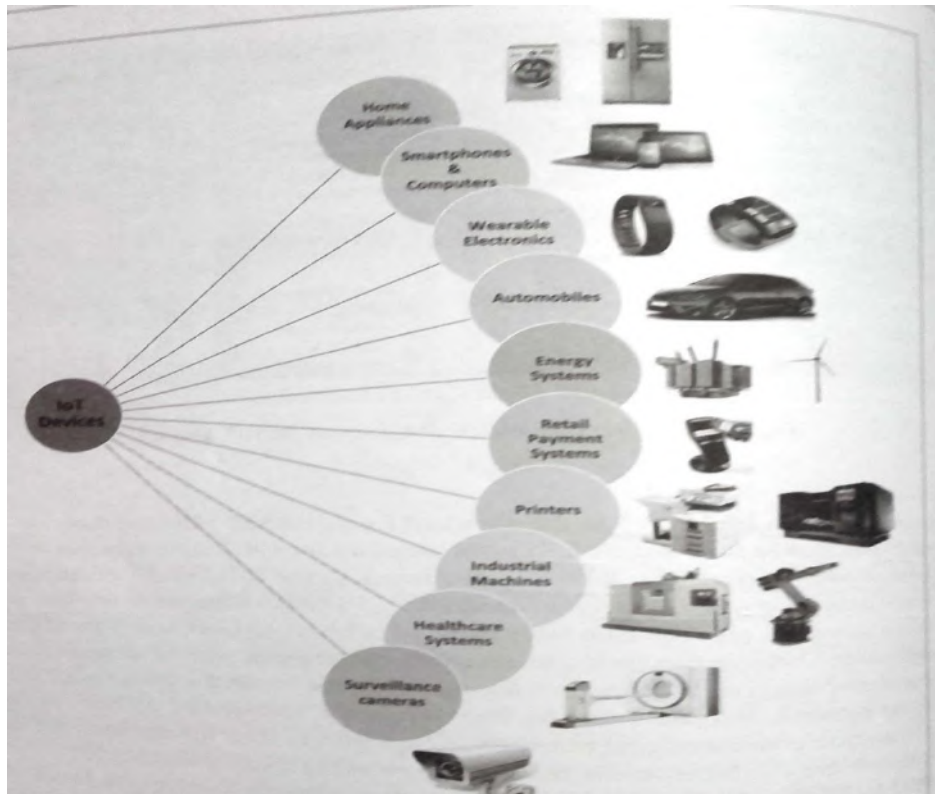 IoT
Devices
Home
Appliances
Smartphones
&
Computers
Wearable
Electronics
Automobiles
Energy
Systems
Retail
Payment
Systems
Printers
Industrial
Machines
Healthcare
Systems
Surveillance
cameras